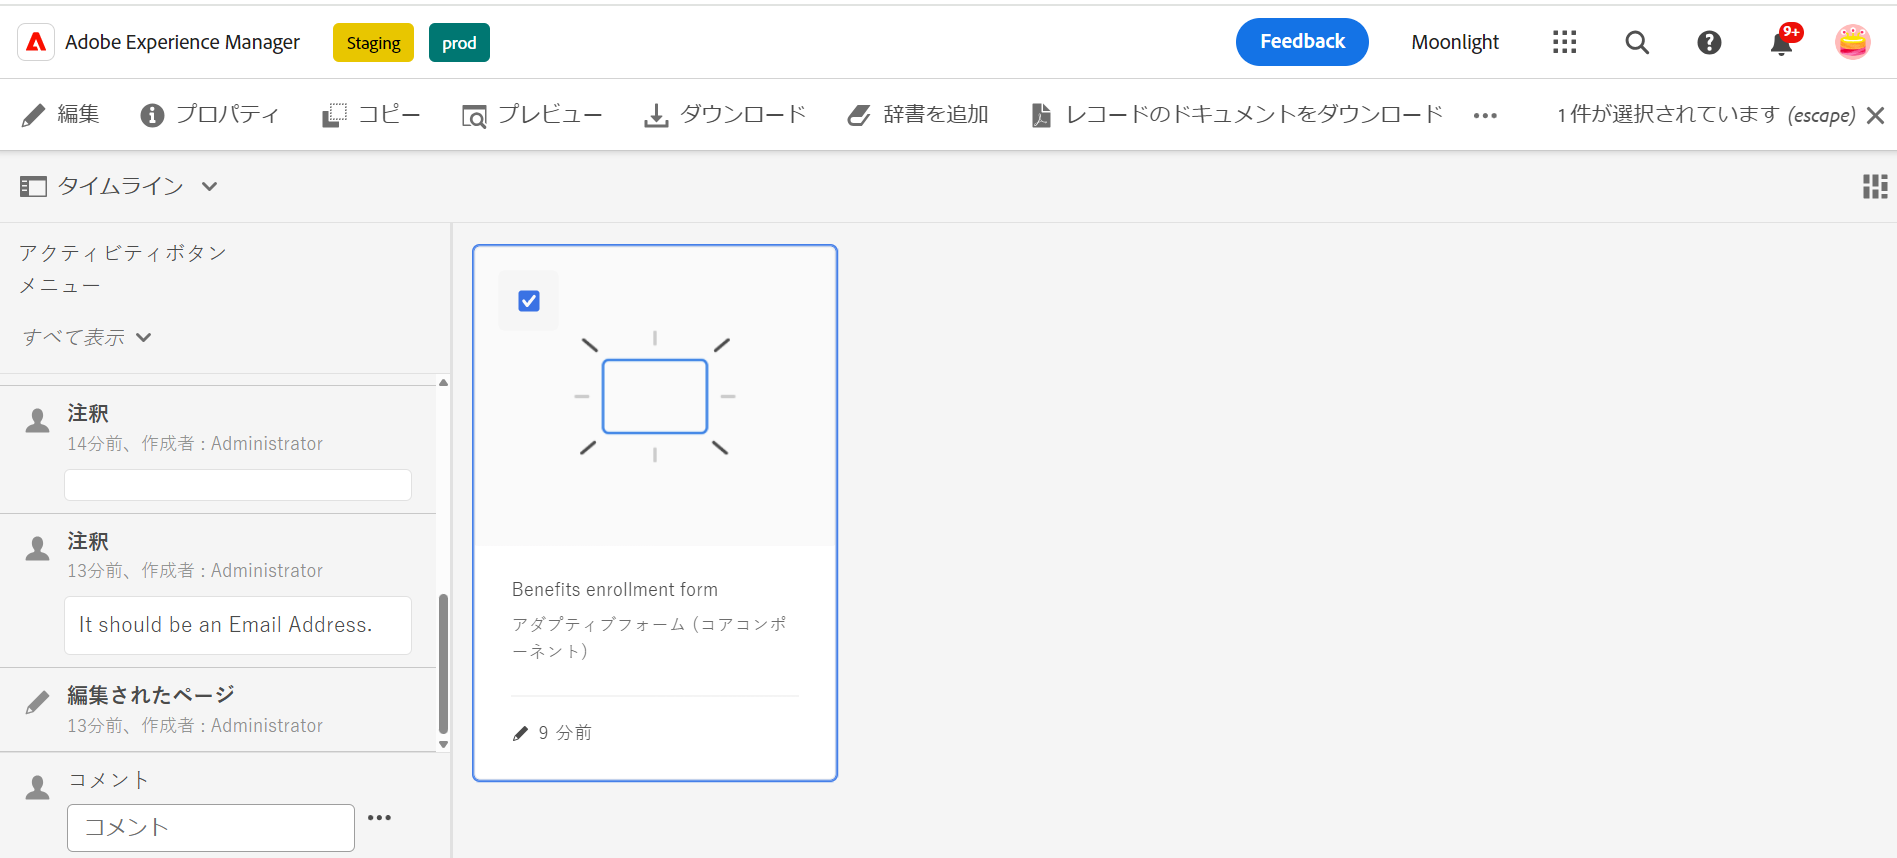 Adobe Experience Manager
Staging
prod
Feedback
Moonlight
9+
編集
プロパティ
コピー
プレビュー
ダウンロード
辞書を追加
レコードのドキュメントをダウンロード
1 件が選択されています (escape)
タイムライン
アクティビティボタン
メニュー
すべて表示
注釈
14分前、作成者 : Administrator
注釈
13分前、作成者 : Administrator
It should be an Email Address.
編集されたページ
13分前、作成者 : Administrator
コメント
コメント
Benefits enrollment form
アダプティブフォーム (コアコンポ
ーネント)
9 分前